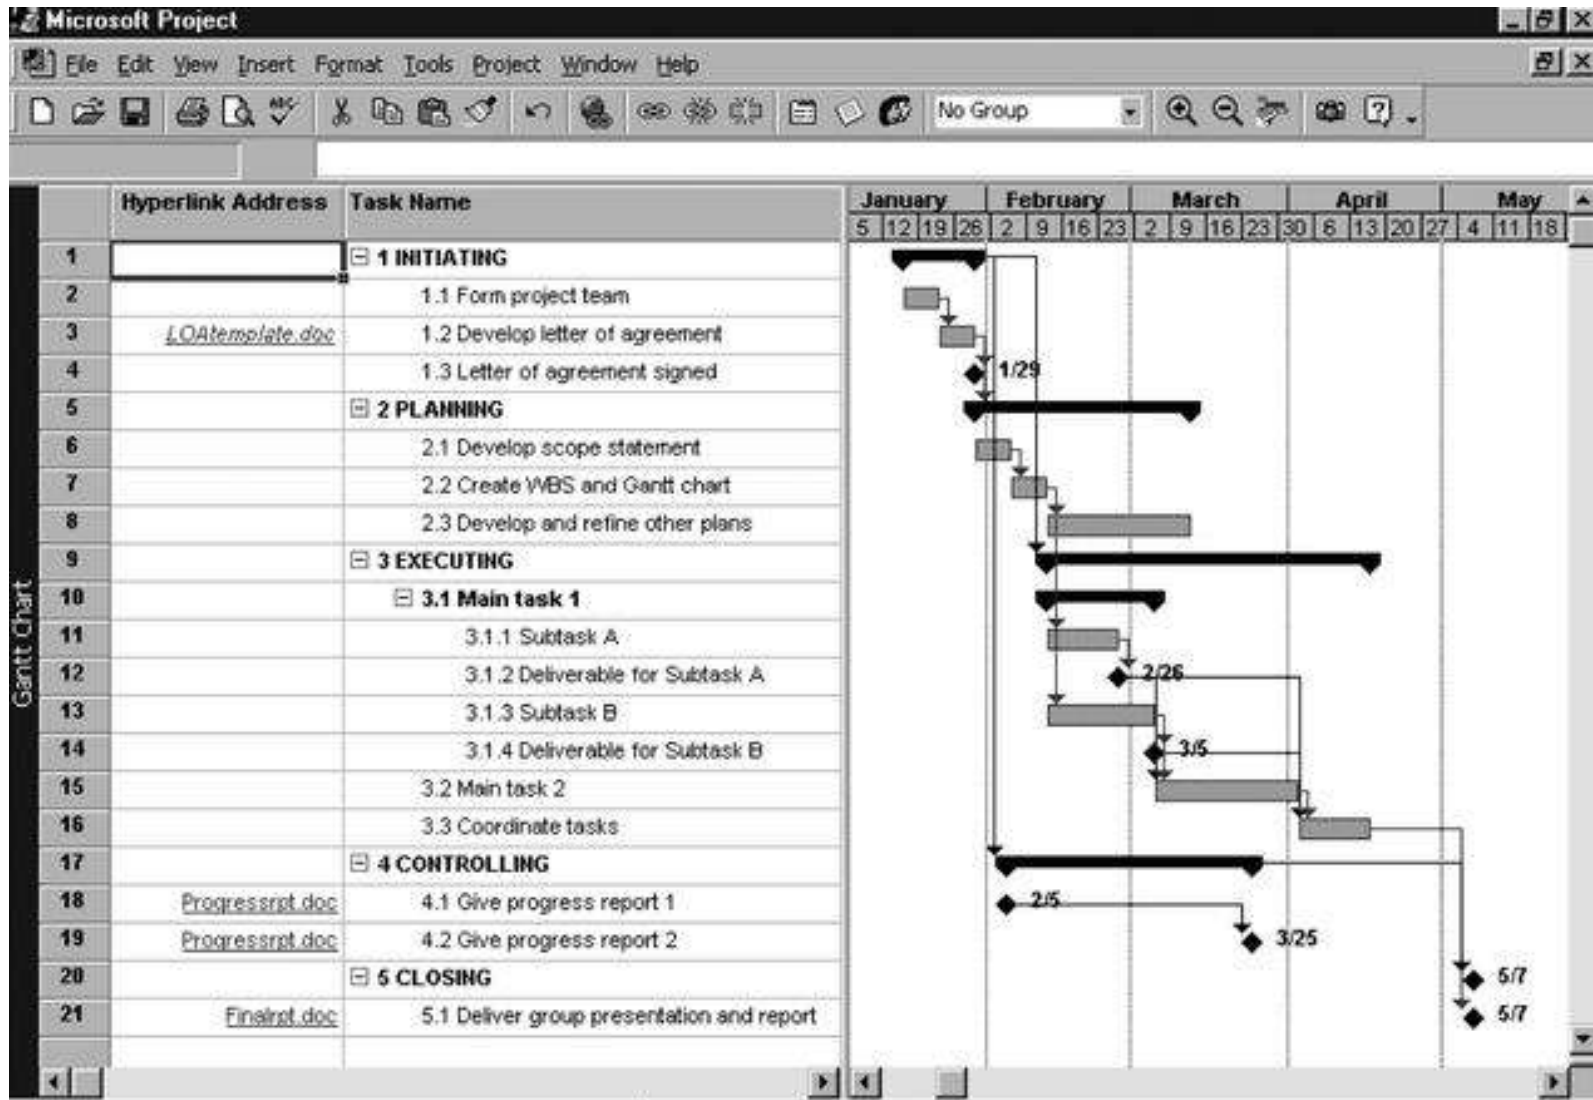 Microsoft Project
File Edit View Insert Format Tools Project Window Help
ABC No Group ?
Hyperlink Address Task Name January February March April May
5 12 19 26 2 9 16 23 2 9 16 23 30 6 13 20 27 4 11 18
1 1 INITIATING
2 1.1 Form project team
3 LOAtemplate.doc 1.2 Develop letter of agreement
4 1.3 Letter of agreement signed 1/29
5 2 PLANNING
6 2.1 Develop scope statement
7 2.2 Create WBS and Gantt chart
8 2.3 Develop and refine other plans
9 3 EXECUTING
10 3.1 Main task 1
11 3.1.1 Subtask A
12 3.1.2 Deliverable for Subtask A 2/26
13 3.1.3 Subtask B
14 3.1.4 Deliverable for Subtask B 3/5
15 3.2 Main task 2
16 3.3 Coordinate tasks
17 4 CONTROLLING
18 Progressrpt.doc 4.1 Give progress report 1 2/5
19 Progressrpt.doc 4.2 Give progress report 2 3/25
20 5 CLOSING 5/7
21 Finalrpt.doc 5.1 Deliver group presentation and report 5/7
Gantt Chart